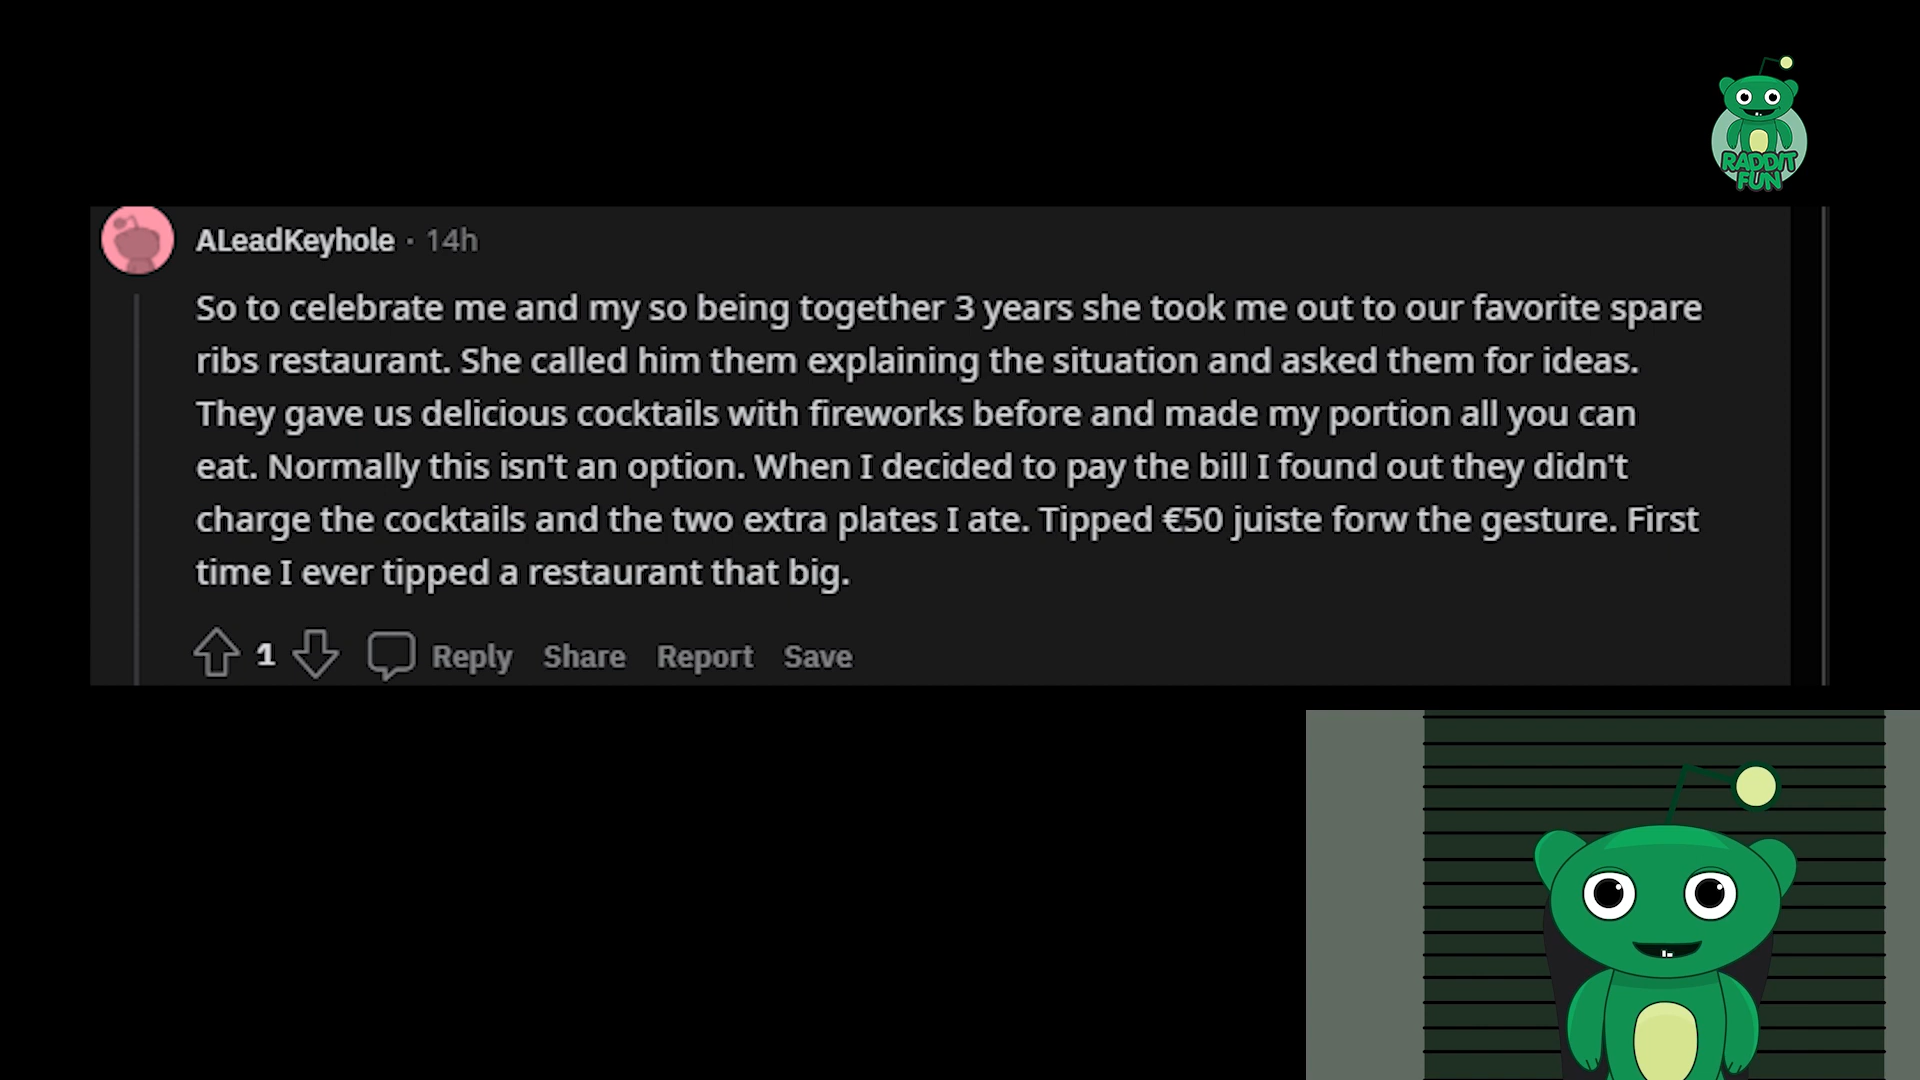 RADDIT
FUN
ALeadKeyhole · 14h
So to celebrate me and my so being together 3 years she took me out to our favorite spare
ribs restaurant. She called him them explaining the situation and asked them for ideas.
They gave us delicious cocktails with fireworks before and made my portion all you can
eat. Normally this isn't an option. When I decided to pay the bill I found out they didn't
charge the cocktails and the two extra plates I ate. Tipped €50 juiste forw the gesture. First
time I ever tipped a restaurant that big.
1 Reply Share Report Save